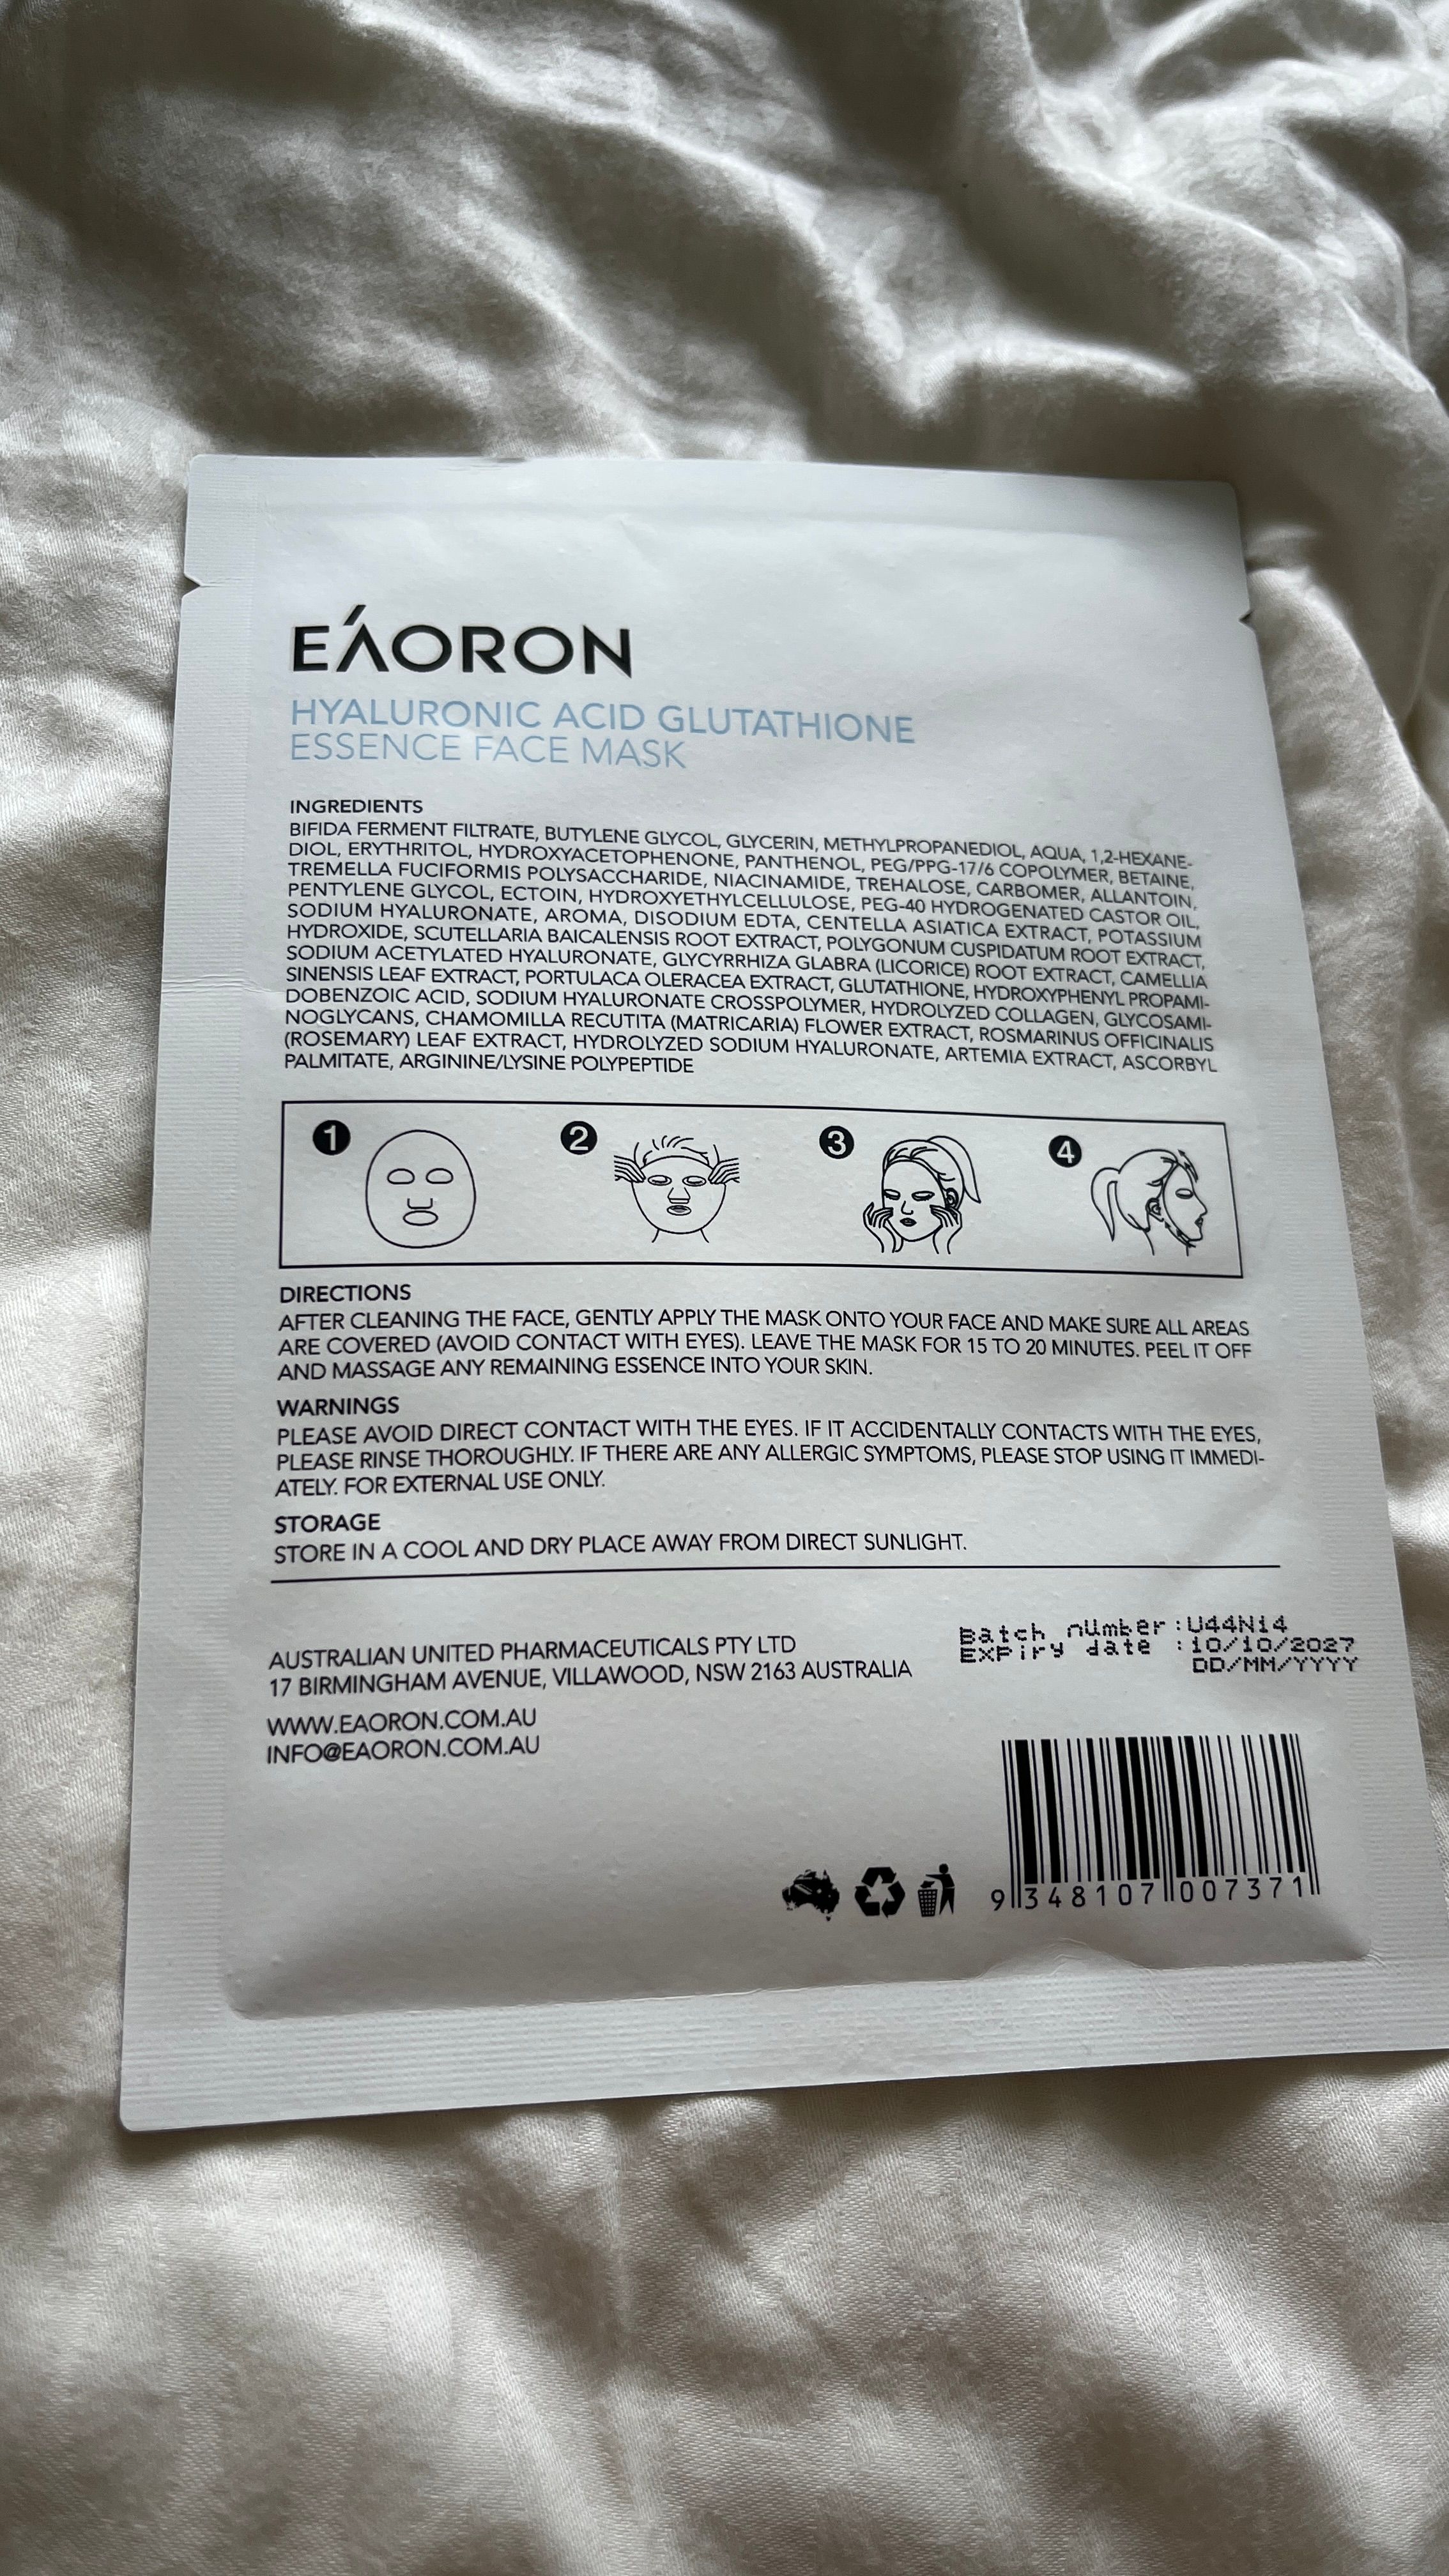 EÁORON
HYALURONIC ACID GLUTATHIONE
ESSENCE FACE MASK
INGREDIENTS
BIFIDA FERMENT FILTRATE, BUTYLENE GLYCOL, GLYCERIN, METHYLPROPANEDIOL, AQUA, 1,2-HEXANE-
DIOL, ERYTHRITOL, HYDROXYACETOPHENONE, PANTHENOL, PEG/PPG-17/6 COPOLYMER, BETAINE,
TREMELLA FUCIFORMIS POLYSACCHARIDE, NIACINAMIDE, TREHALOSE, CARBOMER, ALLANTOIN,
PENTYLENE GLYCOL, ECTOIN, HYDROXYETHYLCELLULOSE, PEG-40 HYDROGENATED CASTOR OIL,
SODIUM HYALURONATE, AROMA, DISODIUM EDTA, CENTELLA ASIATICA EXTRACT, POTASSIUM
HYDROXIDE, SCUTELLARIA BAICALENSIS ROOT EXTRACT, POLYGONUM CUSPIDATUM ROOT EXTRACT,
SODIUM ACETYLATED HYALURONATE, GLYCYRRHIZA GLABRA (LICORICE) ROOT EXTRACT, CAMELLIA
SINENSIS LEAF EXTRACT, PORTULACA OLERACEA EXTRACT, GLUTATHIONE, HYDROXYPHENYL PROPAMI-
DOBENZOIC ACID, SODIUM HYALURONATE CROSSPOLYMER, HYDROLYZED COLLAGEN, GLYCOSAMI-
NOGLYCANS, CHAMOMILLA RECUTITA (MATRICARIA) FLOWER EXTRACT, ROSMARINUS OFFICINALIS
(ROSEMARY) LEAF EXTRACT, HYDROLYZED SODIUM HYALURONATE, ARTEMIA EXTRACT, ASCORBYL
PALMITATE, ARGININE/LYSINE POLYPEPTIDE
1 2 3 4
DIRECTIONS
AFTER CLEANING THE FACE, GENTLY APPLY THE MASK ONTO YOUR FACE AND MAKE SURE ALL AREAS
ARE COVERED (AVOID CONTACT WITH EYES). LEAVE THE MASK FOR 15 TO 20 MINUTES. PEEL IT OFF
AND MASSAGE ANY REMAINING ESSENCE INTO YOUR SKIN.
WARNINGS
PLEASE AVOID DIRECT CONTACT WITH THE EYES. IF IT ACCIDENTALLY CONTACTS WITH THE EYES,
PLEASE RINSE THOROUGHLY. IF THERE ARE ANY ALLERGIC SYMPTOMS, PLEASE STOP USING IT IMMEDI-
ATELY. FOR EXTERNAL USE ONLY.
STORAGE
STORE IN A COOL AND DRY PLACE AWAY FROM DIRECT SUNLIGHT.
AUSTRALIAN UNITED PHARMACEUTICALS PTY LTD
17 BIRMINGHAM AVENUE, VILLAWOOD, NSW 2163 AUSTRALIA
WWW.EAORON.COM.AU
INFO@EAORON.COM.AU
Batch number :U44N14
Expiry date :10/10/2027
DD/MM/YYYY
9 348107 007371